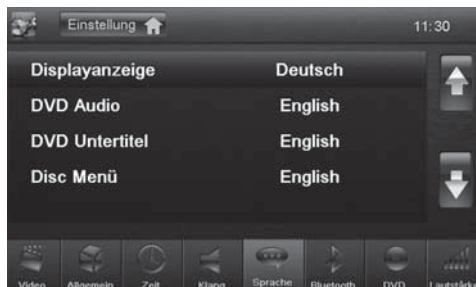 Einstellung 11:30
Displayanzeige Deutsch
DVD Audio English
DVD Untertitel English
Disc Menü English
Video Allgemein Zeit Klang Sprache Bluetooth DVD Lautstärke